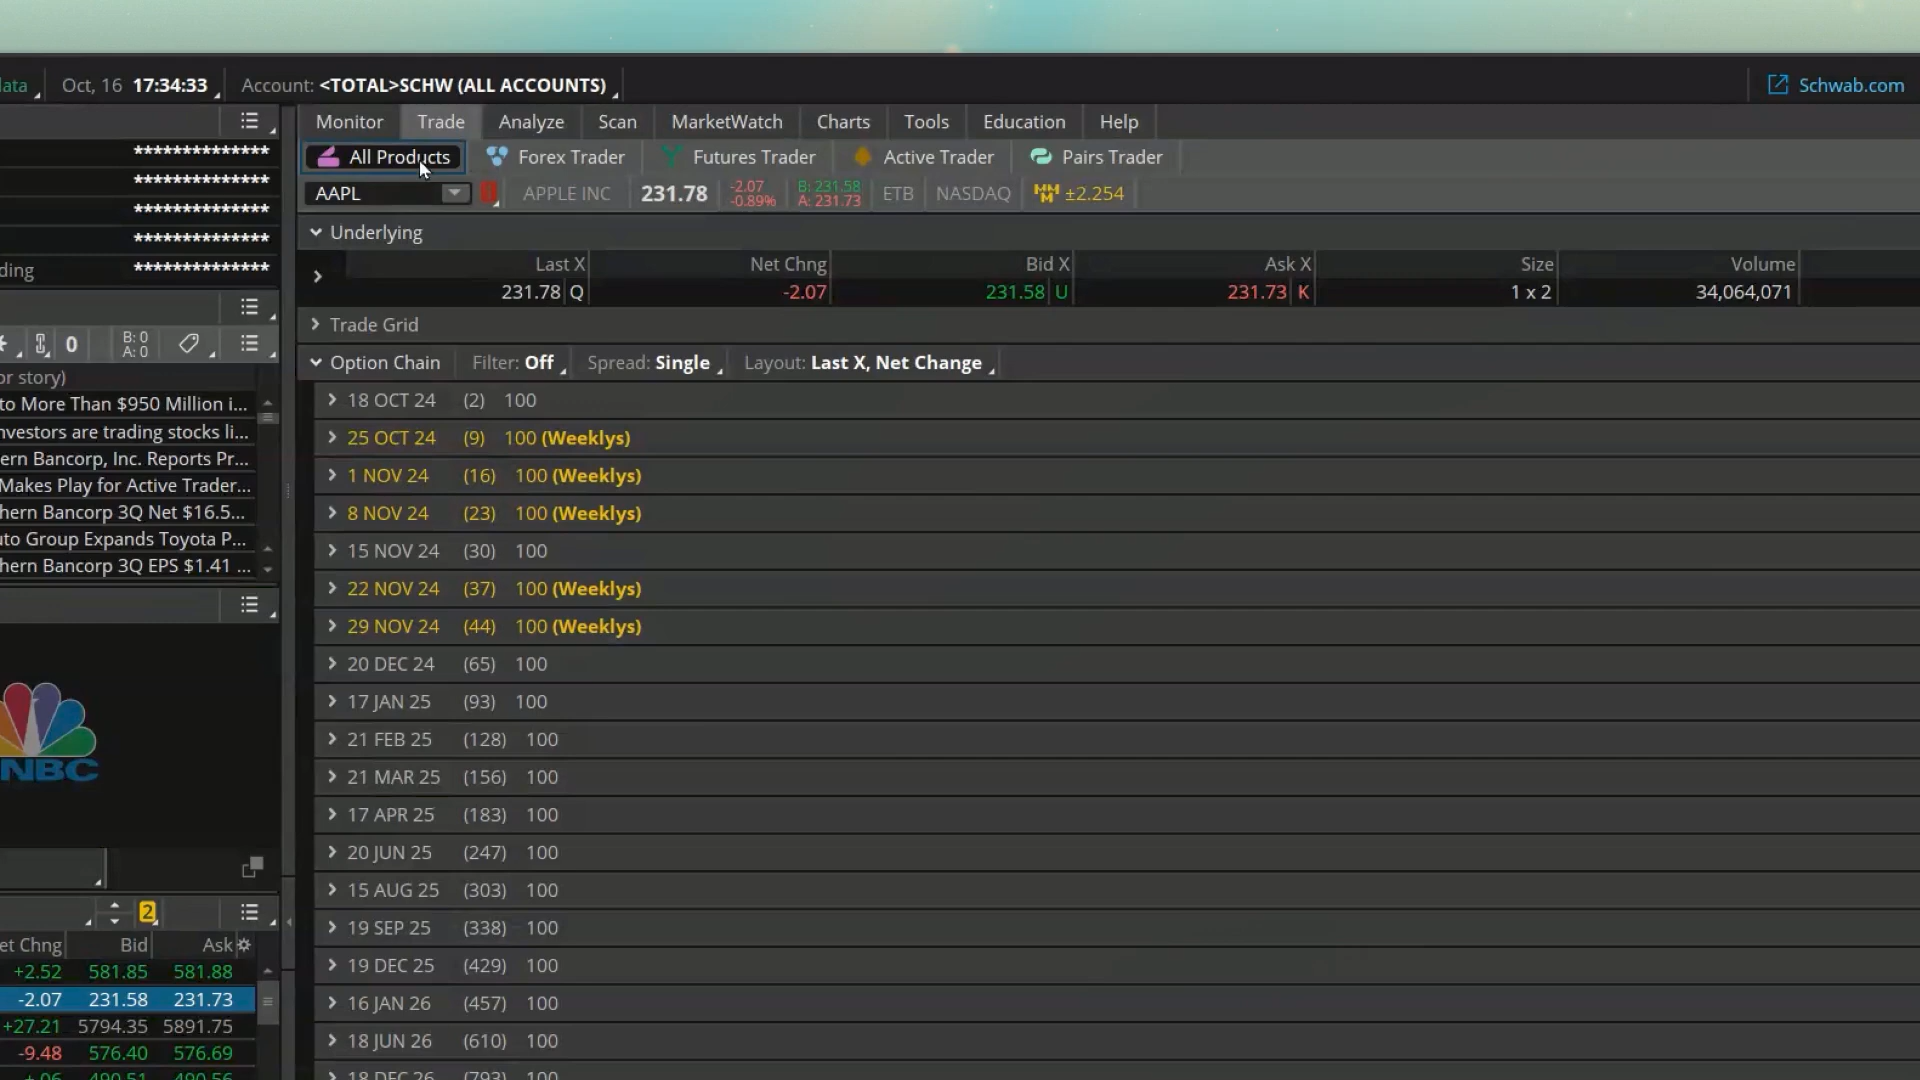 data Oct, 16 17:34:33 Account: <TOTAL>SCHW (ALL ACCOUNTS) Schwab.com
Monitor Trade Analyze Scan MarketWatch Charts Tools Education Help
************** All Products Forex Trader Futures Trader Active Trader Pairs Trader
**************
************** AAPL APPLE INC 231.78 -2.07 -0.89% B: 231.58 A: 231.73 ETB NASDAQ MMM ±2.254
************** Underlying
ding ************** Last X Net Chng Bid X Ask X Size Volume
231.78 Q -2.07 231.58 U 231.73 K 1 x 2 34,064,071
Trade Grid
0 B: 0 A: 0
Option Chain Filter: Off Spread: Single Layout: Last X, Net Change
or story)
to More Than $950 Million i...
nvestors are trading stocks li...
ern Bancorp, Inc. Reports Pr...
Makes Play for Active Trader...
hern Bancorp 3Q Net $16.5...
uto Group Expands Toyota P...
hern Bancorp 3Q EPS $1.41 ...
18 OCT 24 (2) 100
25 OCT 24 (9) 100 (Weeklys)
1 NOV 24 (16) 100 (Weeklys)
8 NOV 24 (23) 100 (Weeklys)
15 NOV 24 (30) 100
22 NOV 24 (37) 100 (Weeklys)
29 NOV 24 (44) 100 (Weeklys)
20 DEC 24 (65) 100
17 JAN 25 (93) 100
21 FEB 25 (128) 100
21 MAR 25 (156) 100
17 APR 25 (183) 100
20 JUN 25 (247) 100
15 AUG 25 (303) 100
19 SEP 25 (338) 100
19 DEC 25 (429) 100
16 JAN 26 (457) 100
18 JUN 26 (610) 100
18 DEC 26 (793) 100
NBC
2
et Chng Bid Ask
+2.52 581.85 581.88
-2.07 231.58 231.73
+27.21 5794.35 5891.75
-9.48 576.40 576.69
+.06 490.51 490.56